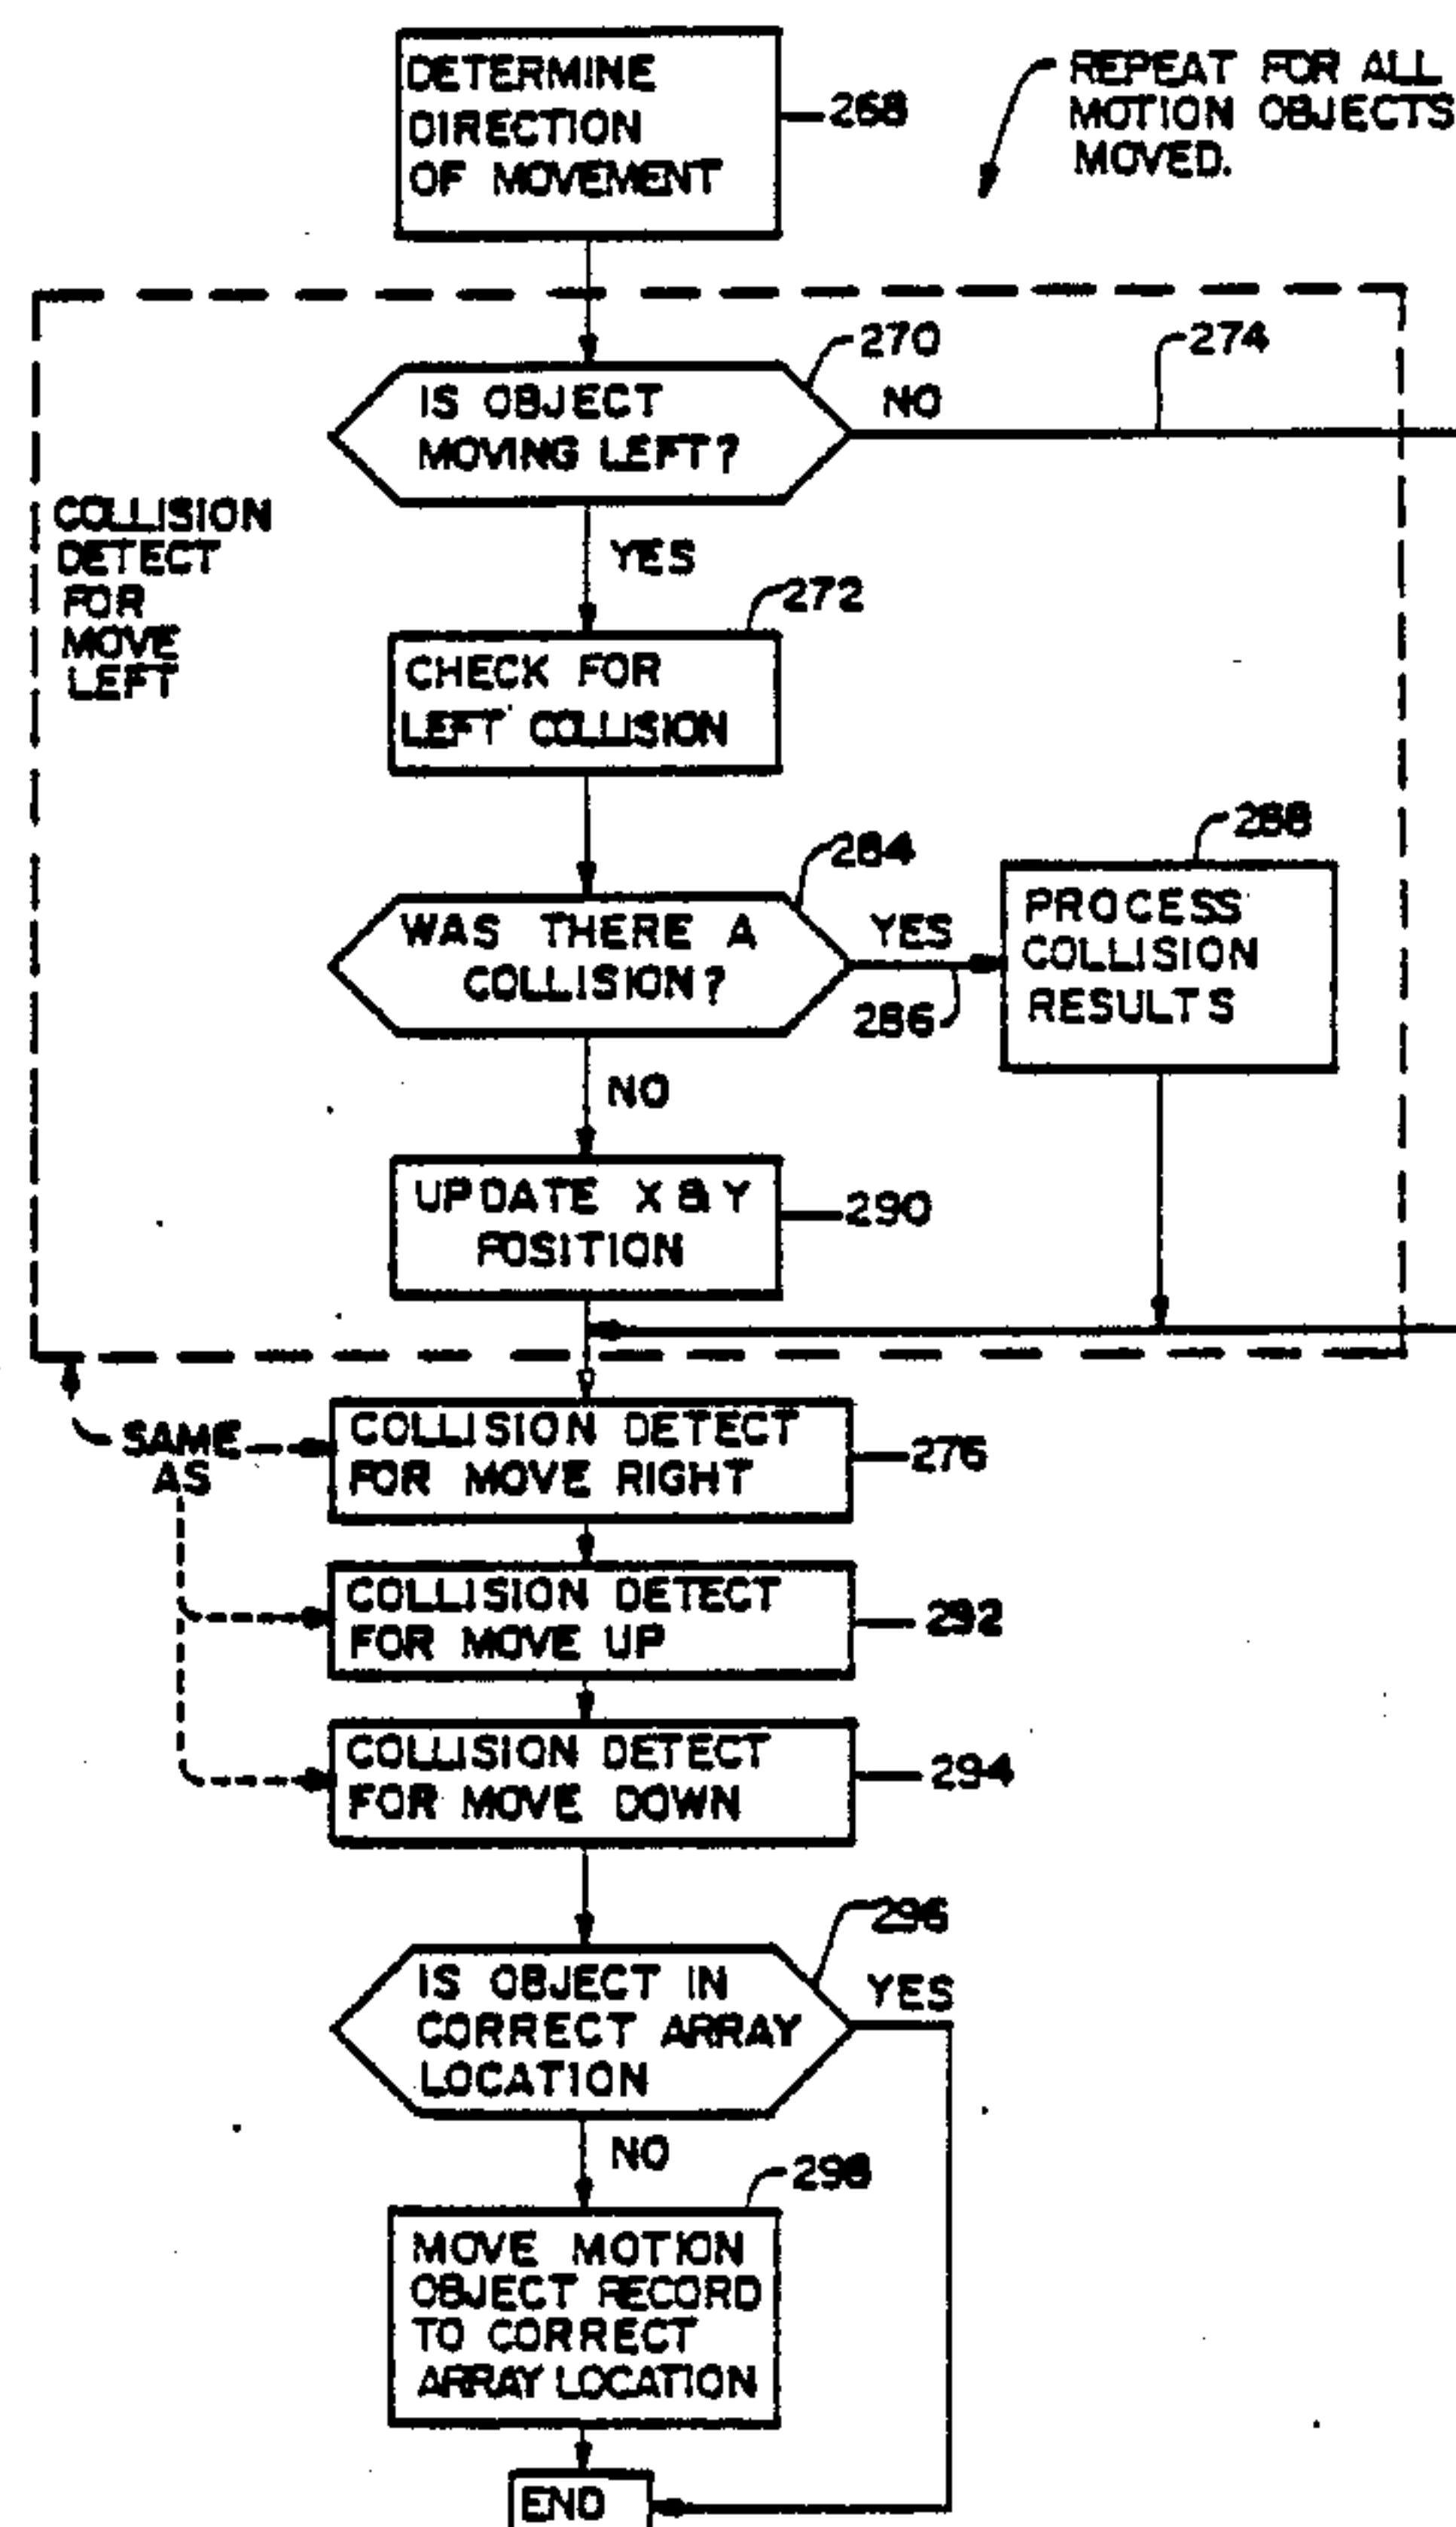 DETERMINE
DIRECTION
OF MOVEMENT
268
REPEAT FOR ALL
MOTION OBJECTS
MOVED.
270
274
IS OBJECT
MOVING LEFT?
NO
COLLISION
DETECT
FOR
MOVE
LEFT
YES
272
CHECK FOR
LEFT COLLISION
284
288
WAS THERE A
COLLISION?
YES
286
PROCESS
COLLISION
RESULTS
NO
UPDATE X & Y
POSITION
290
SAME
AS
COLLISION DETECT
FOR MOVE RIGHT
276
COLLISION DETECT
FOR MOVE UP
292
COLLISION DETECT
FOR MOVE DOWN
294
296
IS OBJECT IN
CORRECT ARRAY
LOCATION
YES
NO
298
MOVE MOTION
OBJECT RECORD
TO CORRECT
ARRAY LOCATION
END